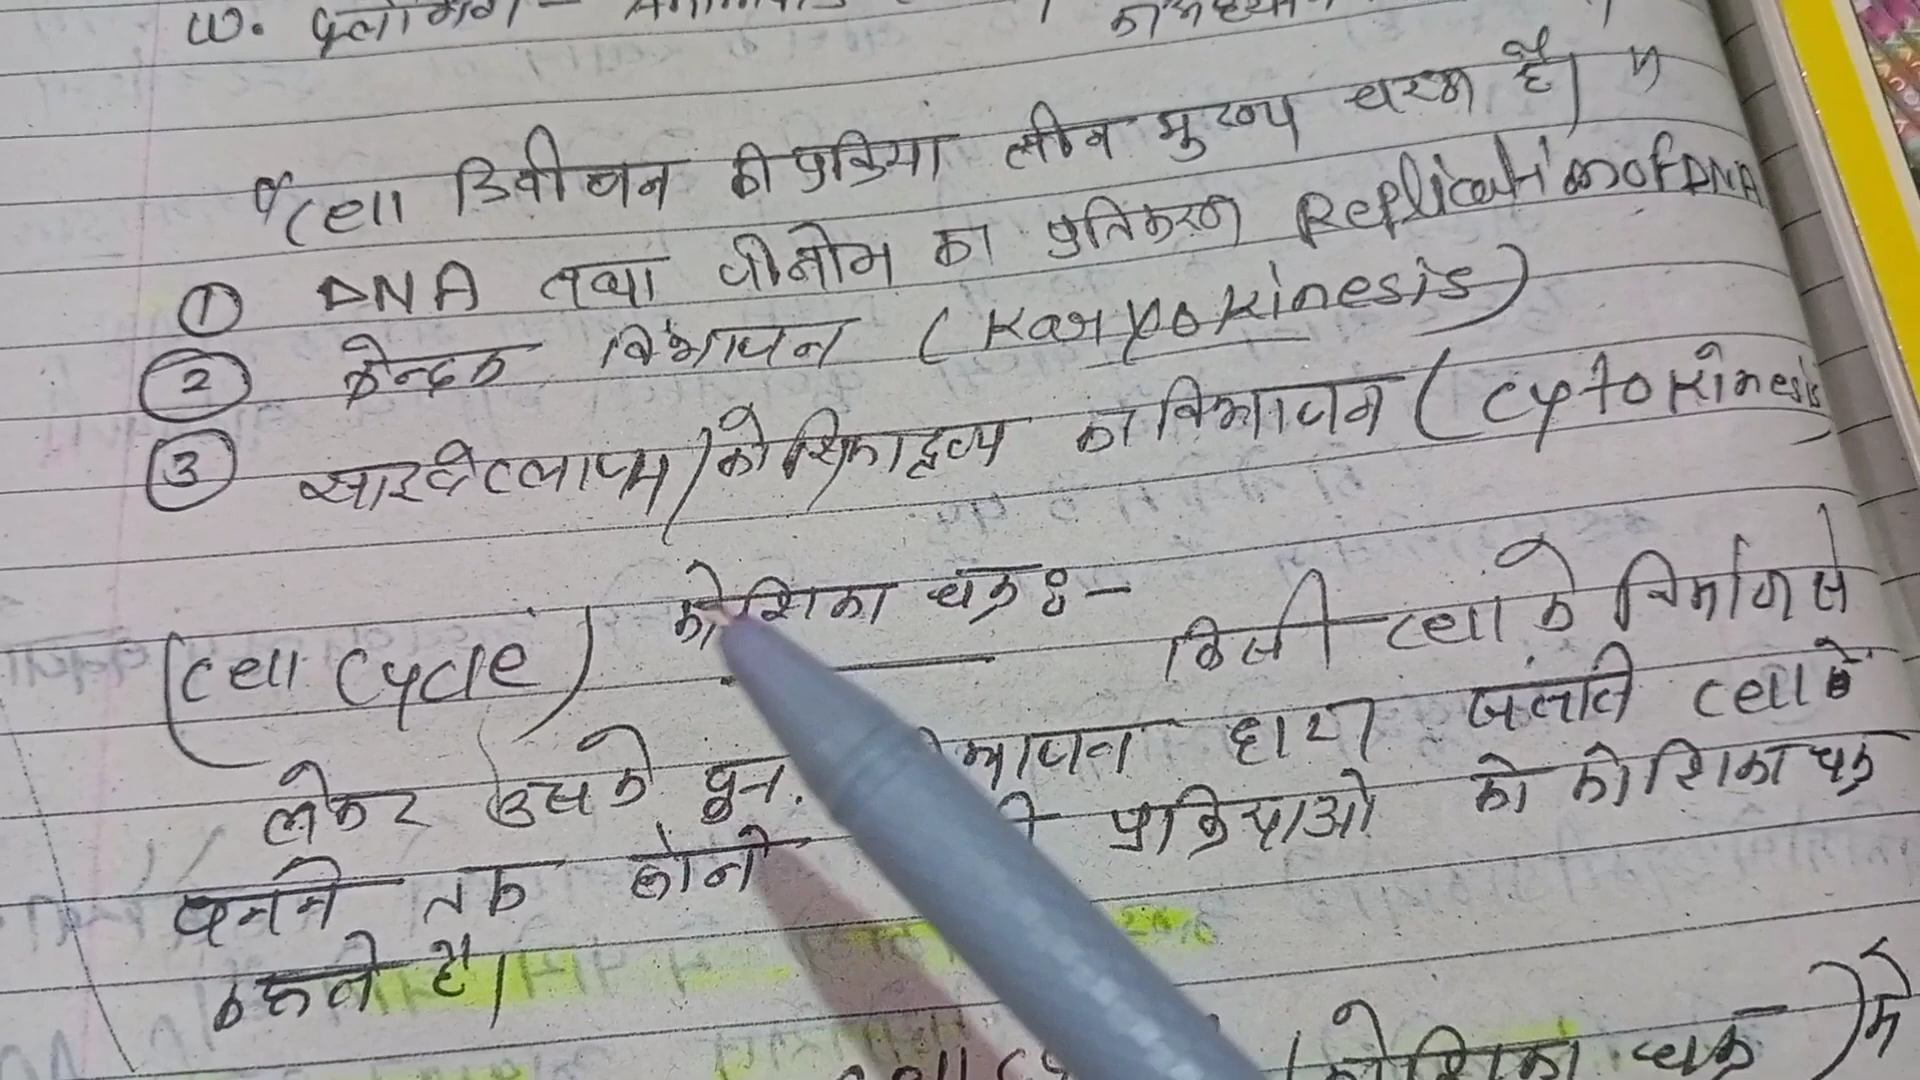 " Cell विभाजन की प्रक्रिया तीन मुख्य चरण है। "
① DNA तथा जीनोम का प्रतिकरण Replication of DNA
② केन्द्रक विभाजन ( Karyokinesis)
③ साइटोप्लाज्म/कोशिकाद्रव्य का विभाजन ( Cytokinesis
(Cell Cycle) कोशिका चक्र :-
किसी Cell के निर्माण से
लेकर उसके पुन. भाजन द्वारा संतति Cell के
बनने तक होने प्रक्रियाओ को कोशिका चक्र
कहते है।
(कोशिका चक्र ) मे